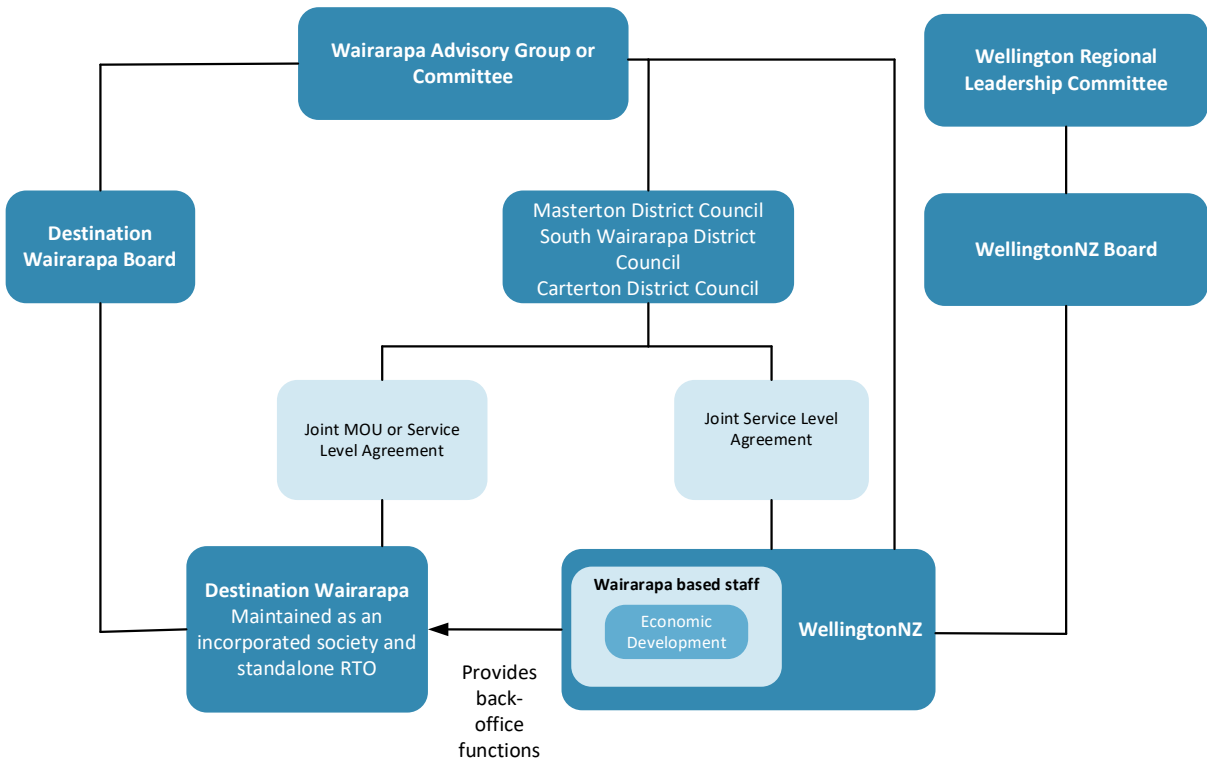 Wairarapa Advisory Group or
Committee
Wellington Regional
Leadership Committee
Destination
Wairarapa Board
Masterton District Council
South Wairarapa District
Council
Carterton District Council
WellingtonNZ Board
Joint MOU or Service
Level Agreement
Joint Service Level
Agreement
Destination Wairarapa
Maintained as an
incorporated society and
standalone RTO
Provides
back-
office
functions
Wairarapa based staff
Economic
Development
WellingtonNZ